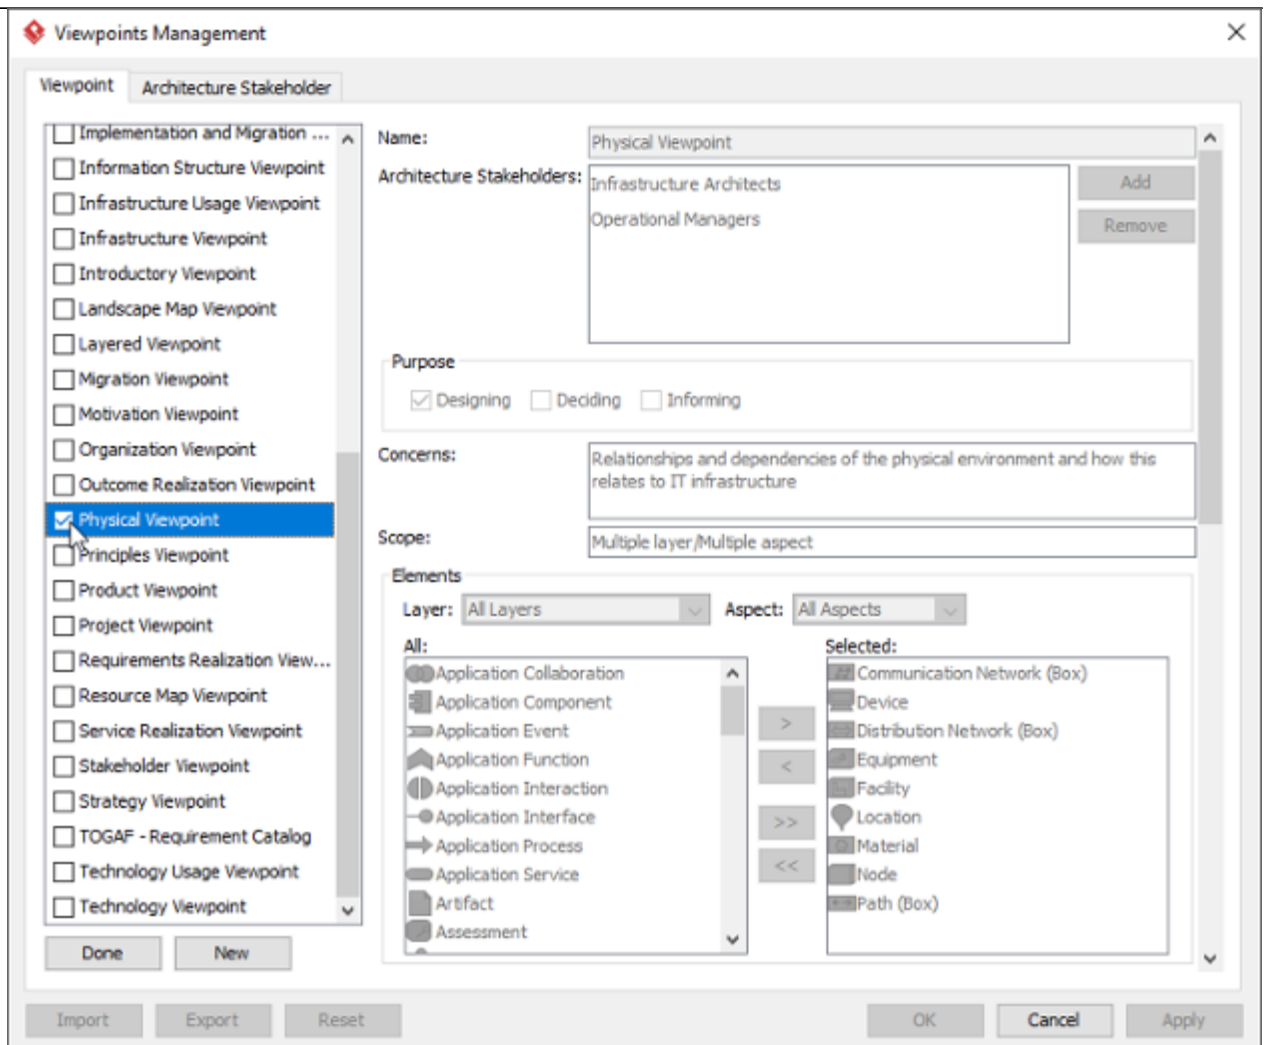 Viewpoints Management
Viewpoint
Architecture Stakeholder
Implementation and Migration ...
Information Structure Viewpoint
Infrastructure Usage Viewpoint
Infrastructure Viewpoint
Introductory Viewpoint
Landscape Map Viewpoint
Layered Viewpoint
Migration Viewpoint
Motivation Viewpoint
Organization Viewpoint
Outcome Realization Viewpoint
Physical Viewpoint
Principles Viewpoint
Product Viewpoint
Project Viewpoint
Requirements Realization View...
Resource Map Viewpoint
Service Realization Viewpoint
Stakeholder Viewpoint
Strategy Viewpoint
TOGAF - Requirement Catalog
Technology Usage Viewpoint
Technology Viewpoint
Done
New
Name:
Physical Viewpoint
Architecture Stakeholders:
Infrastructure Architects
Operational Managers
Add
Remove
Purpose
Designing
Deciding
Informing
Concerns:
Relationships and dependencies of the physical environment and how this
relates to IT infrastructure
Scope:
Multiple layer/Multiple aspect
Elements
Layer:
All Layers
Aspect:
All Aspects
All:
Application Collaboration
Application Component
Application Event
Application Function
Application Interaction
Application Interface
Application Process
Application Service
Artifact
Assessment
>
<
>>
<<
Selected:
Communication Network (Box)
Device
Distribution Network (Box)
Equipment
Facility
Location
Material
Node
Path (Box)
Import
Export
Reset
OK
Cancel
Apply